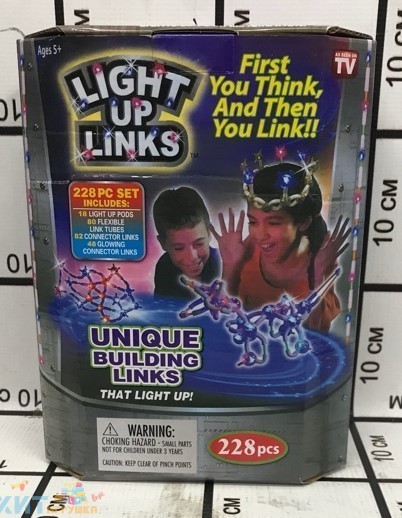 Ages 5+
LIGHT
UP
LINKS
TM
First
You Think,
And Then
You Link!!
AS SEEN ON
TV
228 PC SET
INCLUDES:
18 LIGHT UP PODS
80 FLEXIBLE
LINK TUBES
82 CONNECTOR LINKS
48 GLOWING
CONNECTOR LINKS
UNIQUE
BUILDING
LINKS
THAT LIGHT UP!
WARNING:
CHOKING HAZARD - SMALL PARTS
NOT FOR CHILDREN UNDER 3 YEARS
CAUTION: KEEP CLEAR OF PINCH POINTS
228pcs
10 CM
10 CM
10 CM
10 CM
ХИТ